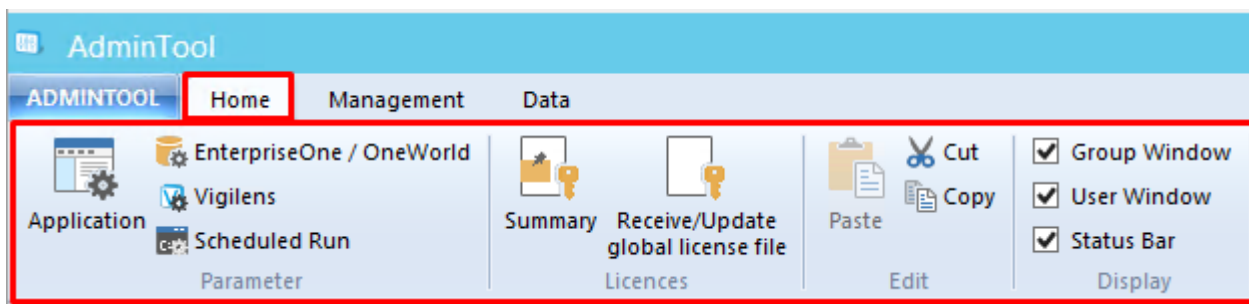 AdminTool
ADMINTOOL Home Management Data
Application
EnterpriseOne / OneWorld
Vigilens
Scheduled Run
Parameter
Summary
Receive/Update
global license file
Licences
Paste
Cut
Copy
Edit
Group Window
User Window
Status Bar
Display